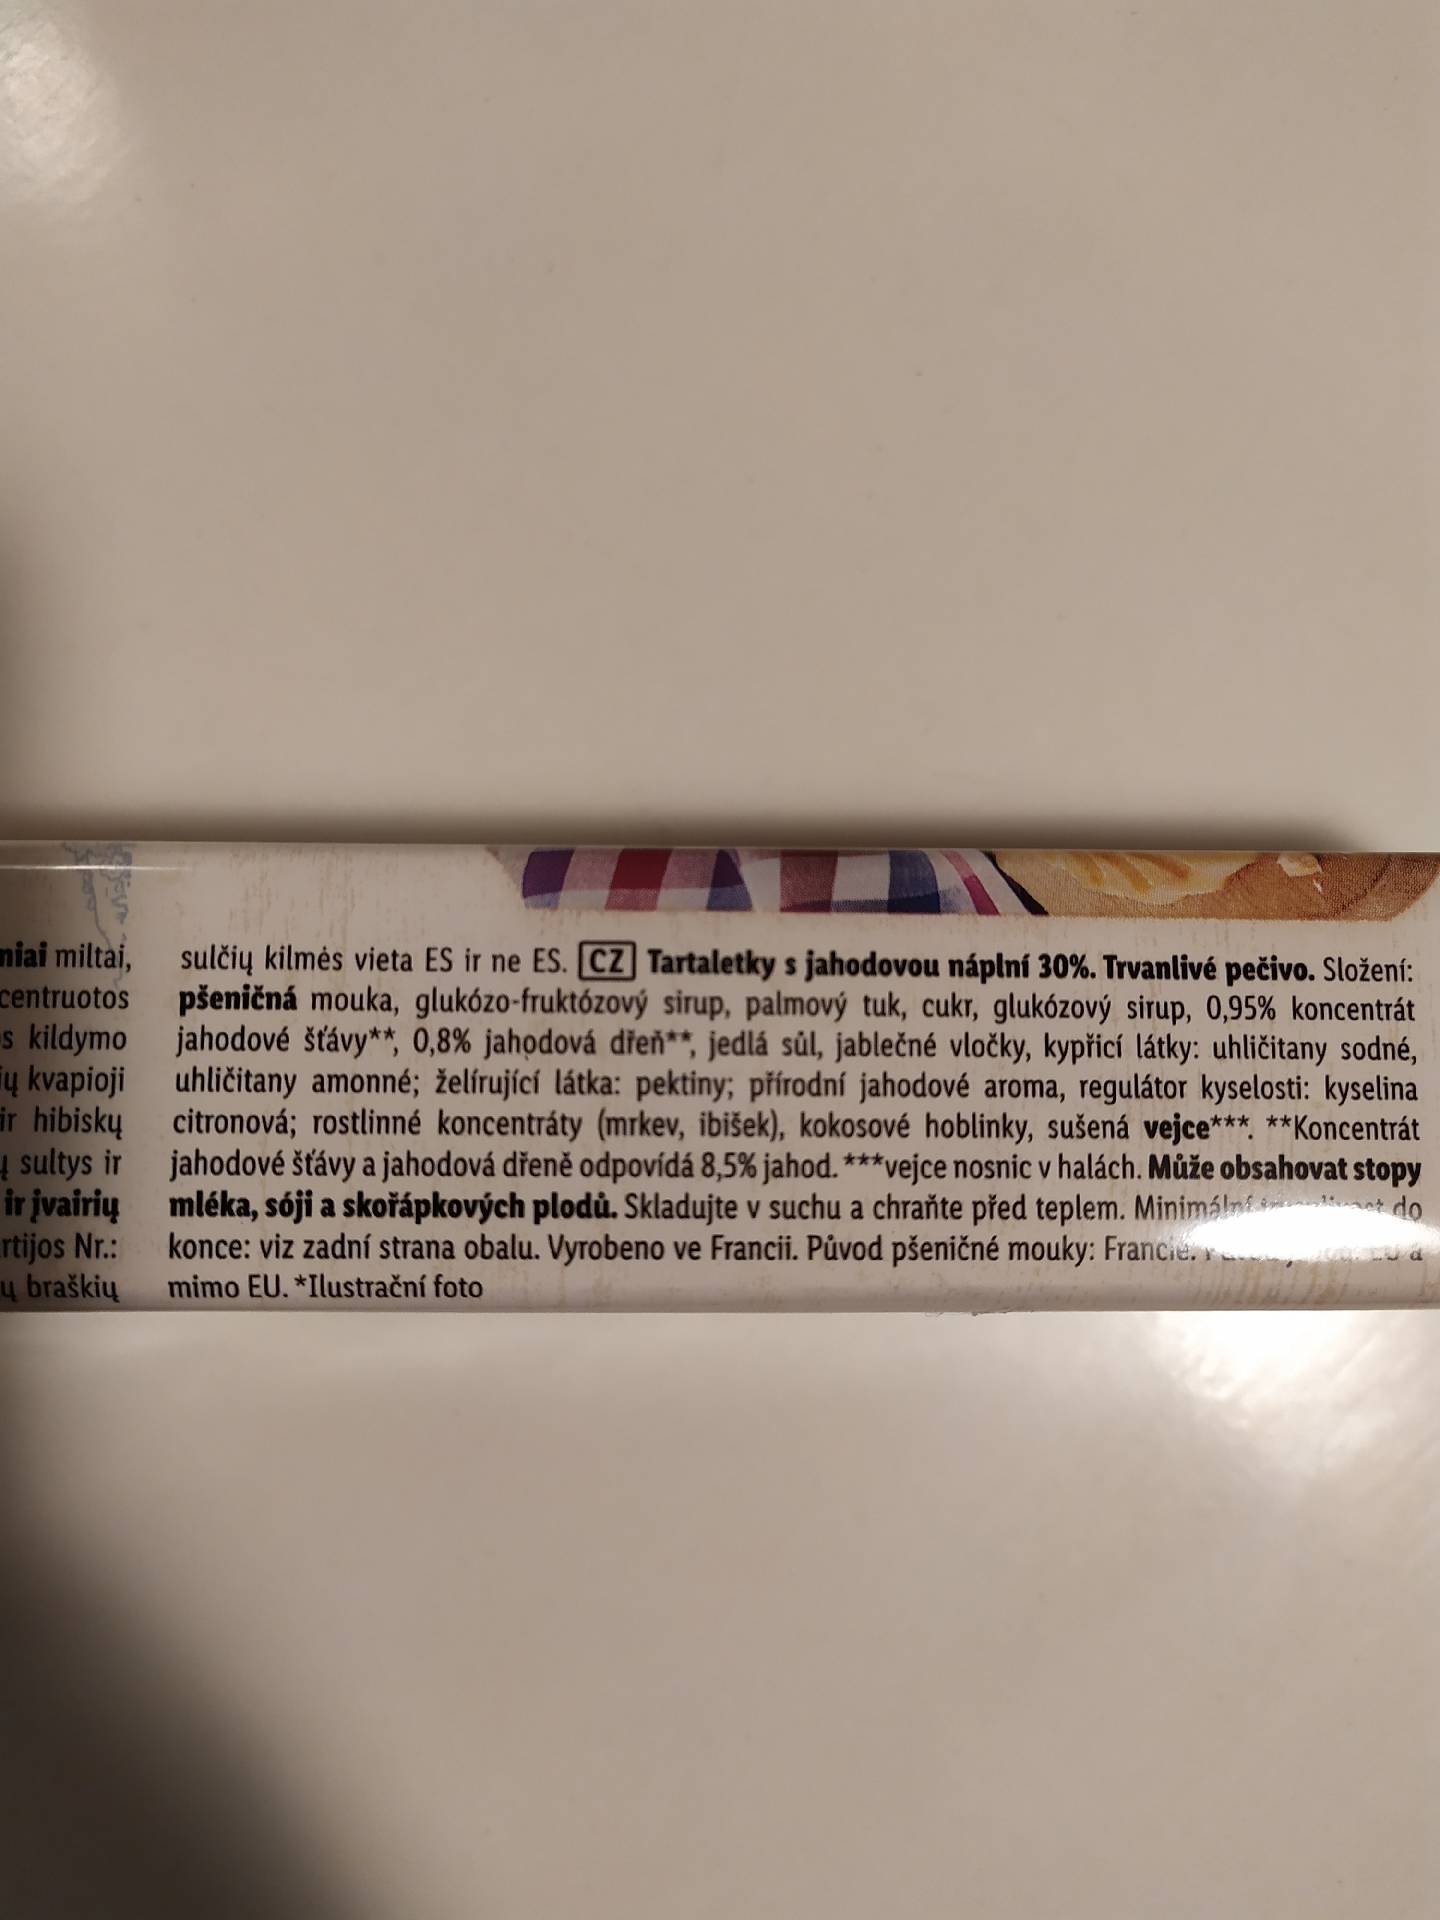 niai miltai,
centruotos
s kildymo
ių kvapioji
ir hibiskų
ų sultys ir
ir įvairių
rtijos Nr.:
ų braškių
sulčių kilmės vieta ES ir ne ES. CZ Tartaletky s jahodovou náplní 30%. Trvanlivé pečivo. Složení:
pšeničná mouka, glukózo-fruktózový sirup, palmový tuk, cukr, glukózový sirup, 0,95% koncentrát
jahodové šťávy**, 0,8% jahodová dřeň**, jedlá sůl, jablečné vločky, kypřicí látky: uhličitany sodné,
uhličitany amonné; želírující látka: pektiny; přírodní jahodové aroma, regulátor kyselosti: kyselina
citronová; rostlinné koncentráty (mrkev, ibišek), kokosové hoblinky, sušená vejce***. **Koncentrát
jahodové šťávy a jahodová dřeně odpovídá 8,5% jahod. ***vejce nosnic v halách. Může obsahovat stopy
mléka, sóji a skořápkových plodů. Skladujte v suchu a chraňte před teplem. Minimální do
konce: viz zadní strana obalu. Vyrobeno ve Francii. Původ pšeničné mouky: Francie. EU a
mimo EU. *Ilustrační foto